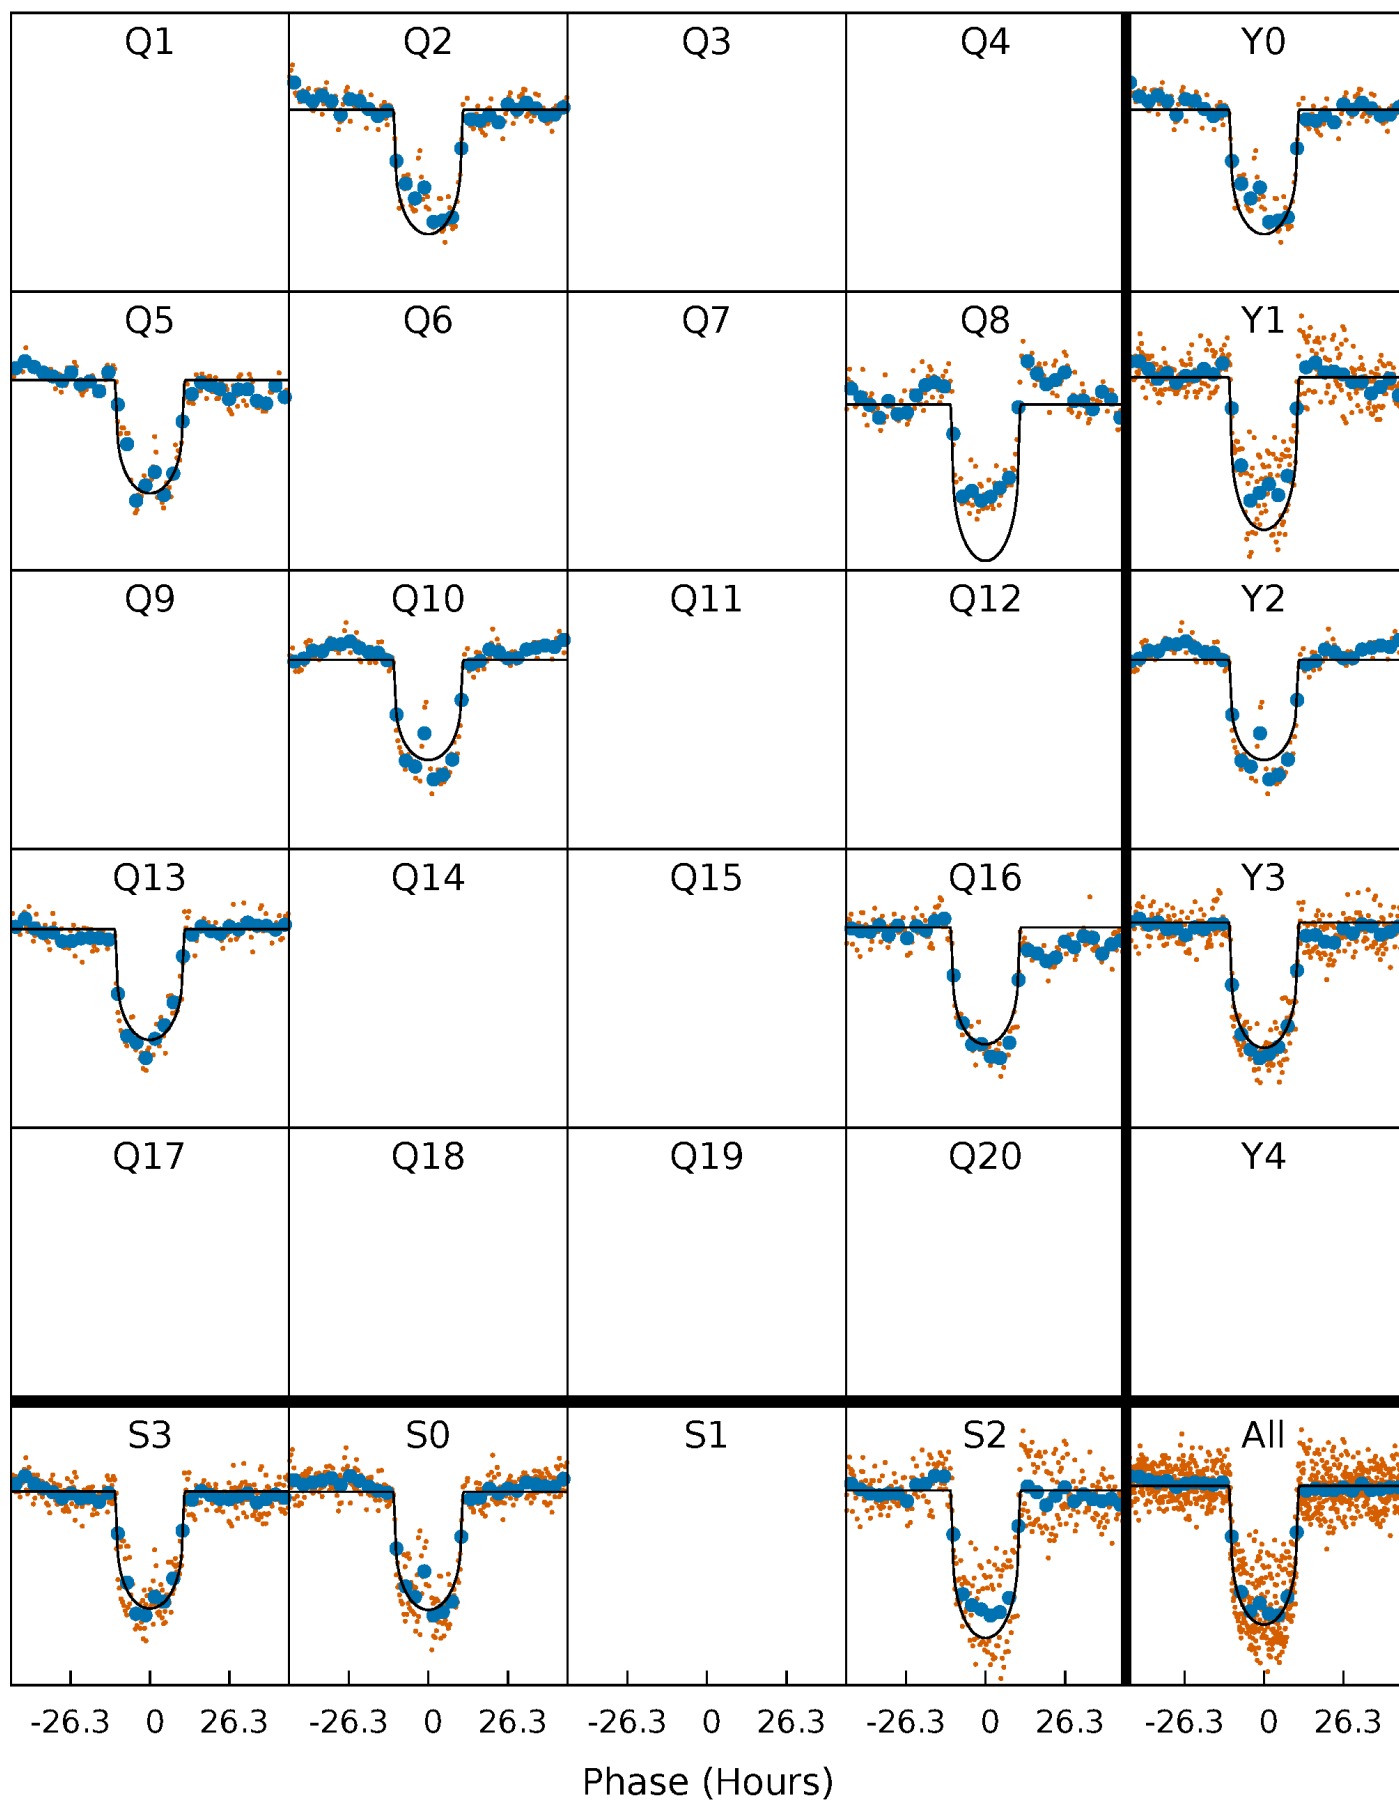 Q1 Q2 Q3 Q4 Y0
Q5 Q6 Q7 Q8 Y1
Q9 Q10 Q11 Q12 Y2
Q13 Q14 Q15 Q16 Y3
Q17 Q18 Q19 Q20 Y4
S3 S0 S1 S2 All
-26.3 0 26.3 -26.3 0 26.3 -26.3 0 26.3 -26.3 0 26.3 -26.3 0 26.3
Phase (Hours)